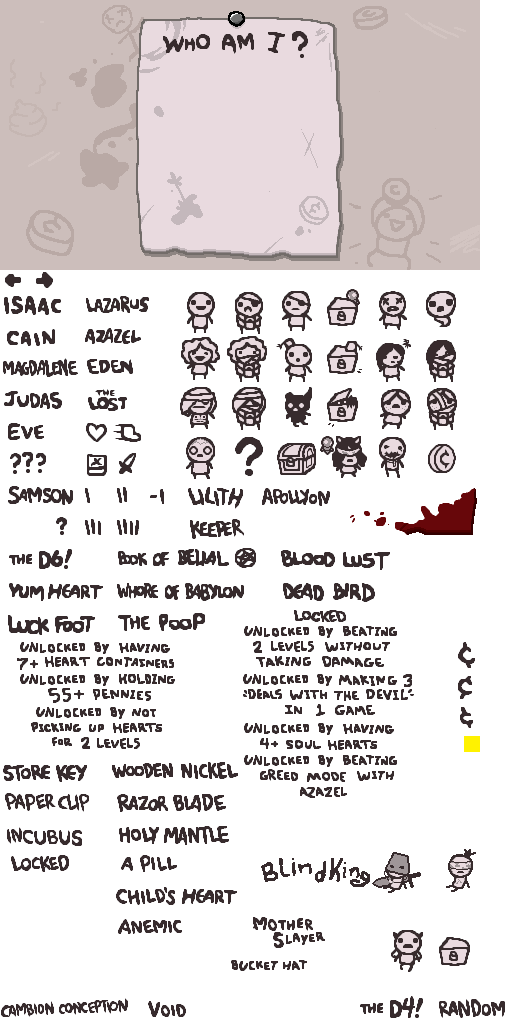 WHO AM I ?
ISAAC LAZARUS
CAIN AZAZEL
MAGDALENE EDEN
JUDAS THE LOST
EVE
??? ?
SAMSON I II -I LILITH APOLLYON
? III IIII KEEPER
THE D6! BOOK OF BELIAL BLOOD LUST
YUM HEART WHORE OF BABYLON DEAD BIRD
LUCK FOOT THE POOP
LOCKED
UNLOCKED BY HAVING
7+ HEART CONTAINERS
UNLOCKED BY HOLDING
55+ PENNIES
UNLOCKED BY NOT
PICKING UP HEARTS
FOR 2 LEVELS
UNLOCKED BY BEATING
2 LEVELS WITHOUT
TAKING DAMAGE
UNLOCKED BY MAKING 3
"DEALS WITH THE DEVIL"
IN 1 GAME
UNLOCKED BY HAVING
4+ SOUL HEARTS
UNLOCKED BY BEATING
GREED MODE WITH
AZAZEL
¢
¢
¢
STORE KEY WOODEN NICKEL
PAPER CLIP RAZOR BLADE
INCUBUS HOLY MANTLE
LOCKED A PILL
BlindKing
CHILD'S HEART
ANEMIC
MOTHER
SLAYER
BUCKET HAT
CAMBION CONCEPTION VOID THE D4! RANDOM